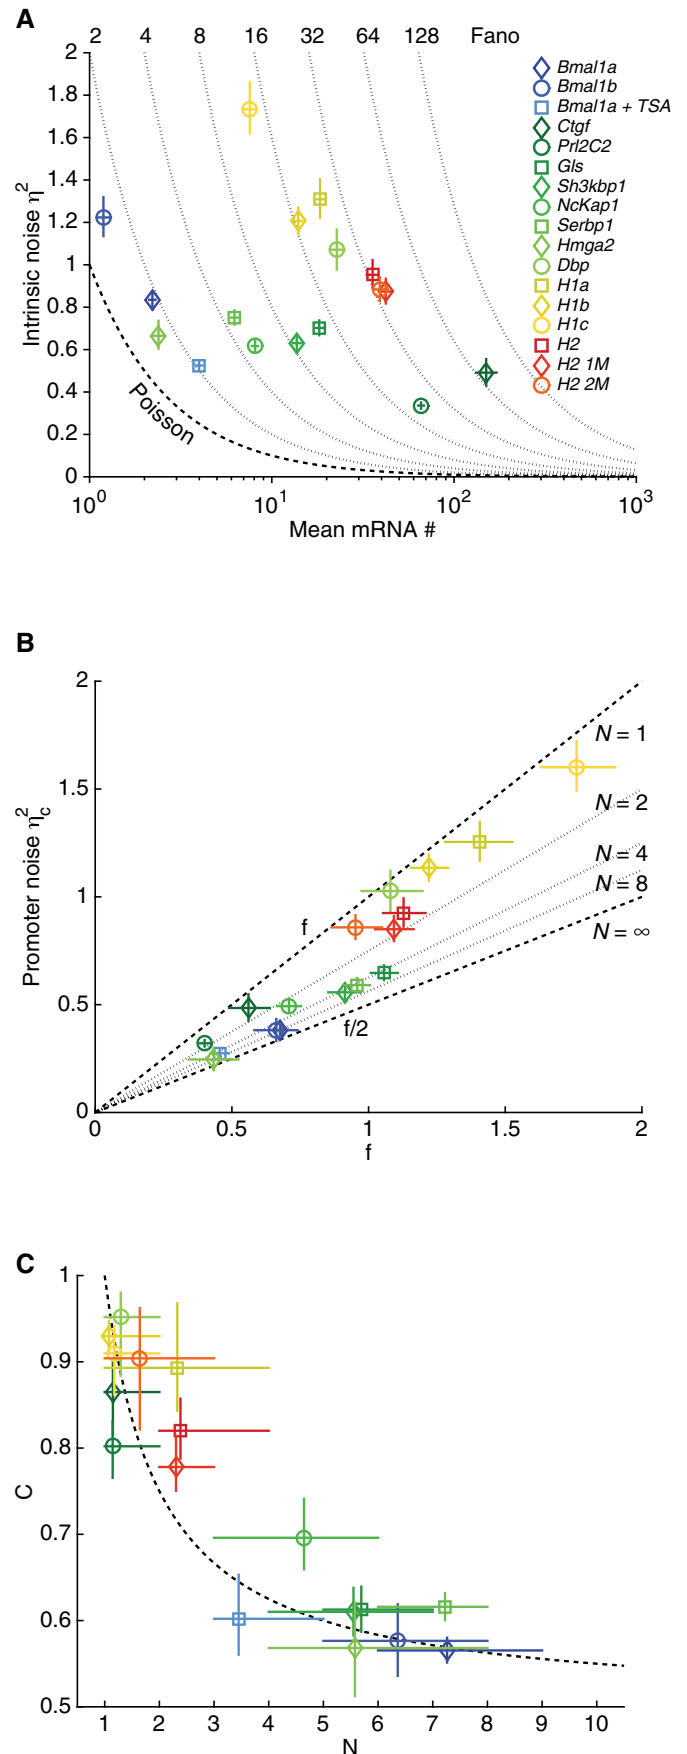 A
2 4 8 16 32 64 128 Fano
2
1.8
1.6
1.4
1.2
1
0.8
0.6
0.4
0.2
0
Intrinsic noise η²
Poisson
Bmal1a
Bmal1b
Bmal1a + TSA
Ctgf
Prl2C2
Gls
Sh3kbp1
NcKap1
Serbp1
Hmga2
Dbp
H1a
H1b
H1c
H2
H2 1M
H2 2M
10⁰ 10¹ 10² 10³
Mean mRNA #
B
2
1.5
1
0.5
0
Promoter noise η²c
N = 1
N = 2
N = 4
N = 8
N = ∞
f
f/2
0 0.5 1 1.5 2
f
C
1
0.9
0.8
0.7
0.6
0.5
C
1 2 3 4 5 6 7 8 9 10
N